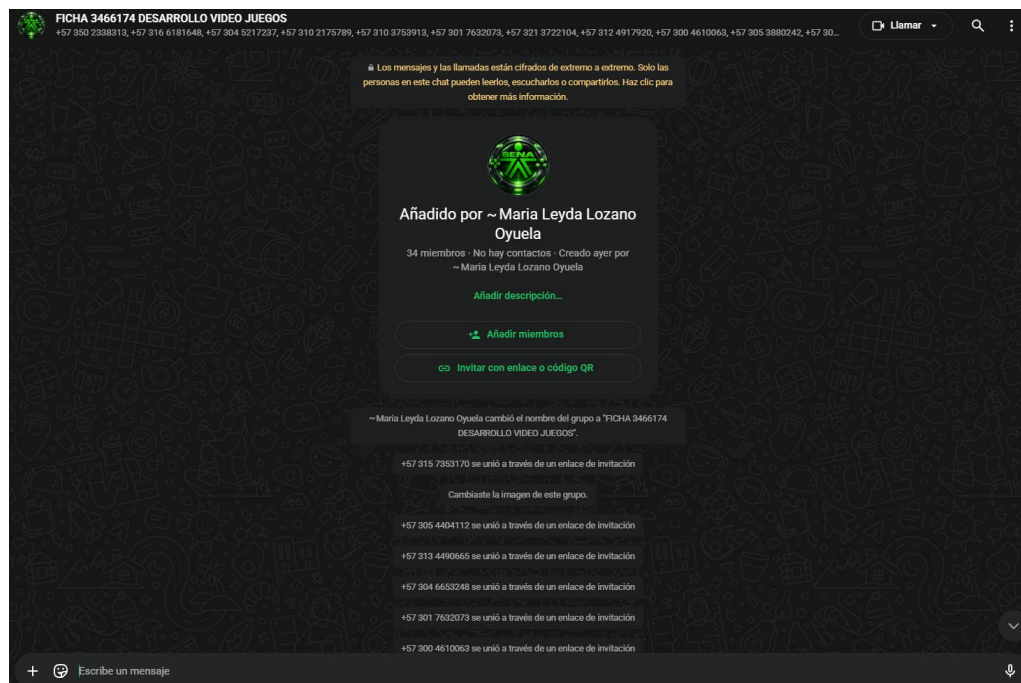 FICHA 3466174 DESARROLLO VIDEO JUEGOS
+57 350 2338313, +57 316 6181648, +57 304 5217237, +57 310 2175789, +57 310 3753913, +57 301 7632073, +57 321 3722104, +57 312 4917920, +57 300 4610063, +57 305 3880242, +57 30...
Llamar
Los mensajes y las llamadas están cifrados de extremo a extremo. Solo las
personas en este chat pueden leerlos, escucharlos o compartirlos. Haz clic para
obtener más información.
SENA
Añadido por ~ Maria Leyda Lozano
Oyuela
34 miembros · No hay contactos · Creado ayer por
~ Maria Leyda Lozano Oyuela
Añadir descripción...
Añadir miembros
Invitar con enlace o código QR
~ Maria Leyda Lozano Oyuela cambió el nombre del grupo a "FICHA 3466174
DESARROLLO VIDEO JUEGOS".
+57 315 7353170 se unió a través de un enlace de invitación
Cambiaste la imagen de este grupo.
+57 305 4404112 se unió a través de un enlace de invitación
+57 313 4490665 se unió a través de un enlace de invitación
+57 304 6653248 se unió a través de un enlace de invitación
+57 301 7632073 se unió a través de un enlace de invitación
+57 300 4610063 se unió a través de un enlace de invitación
Escribe un mensaje